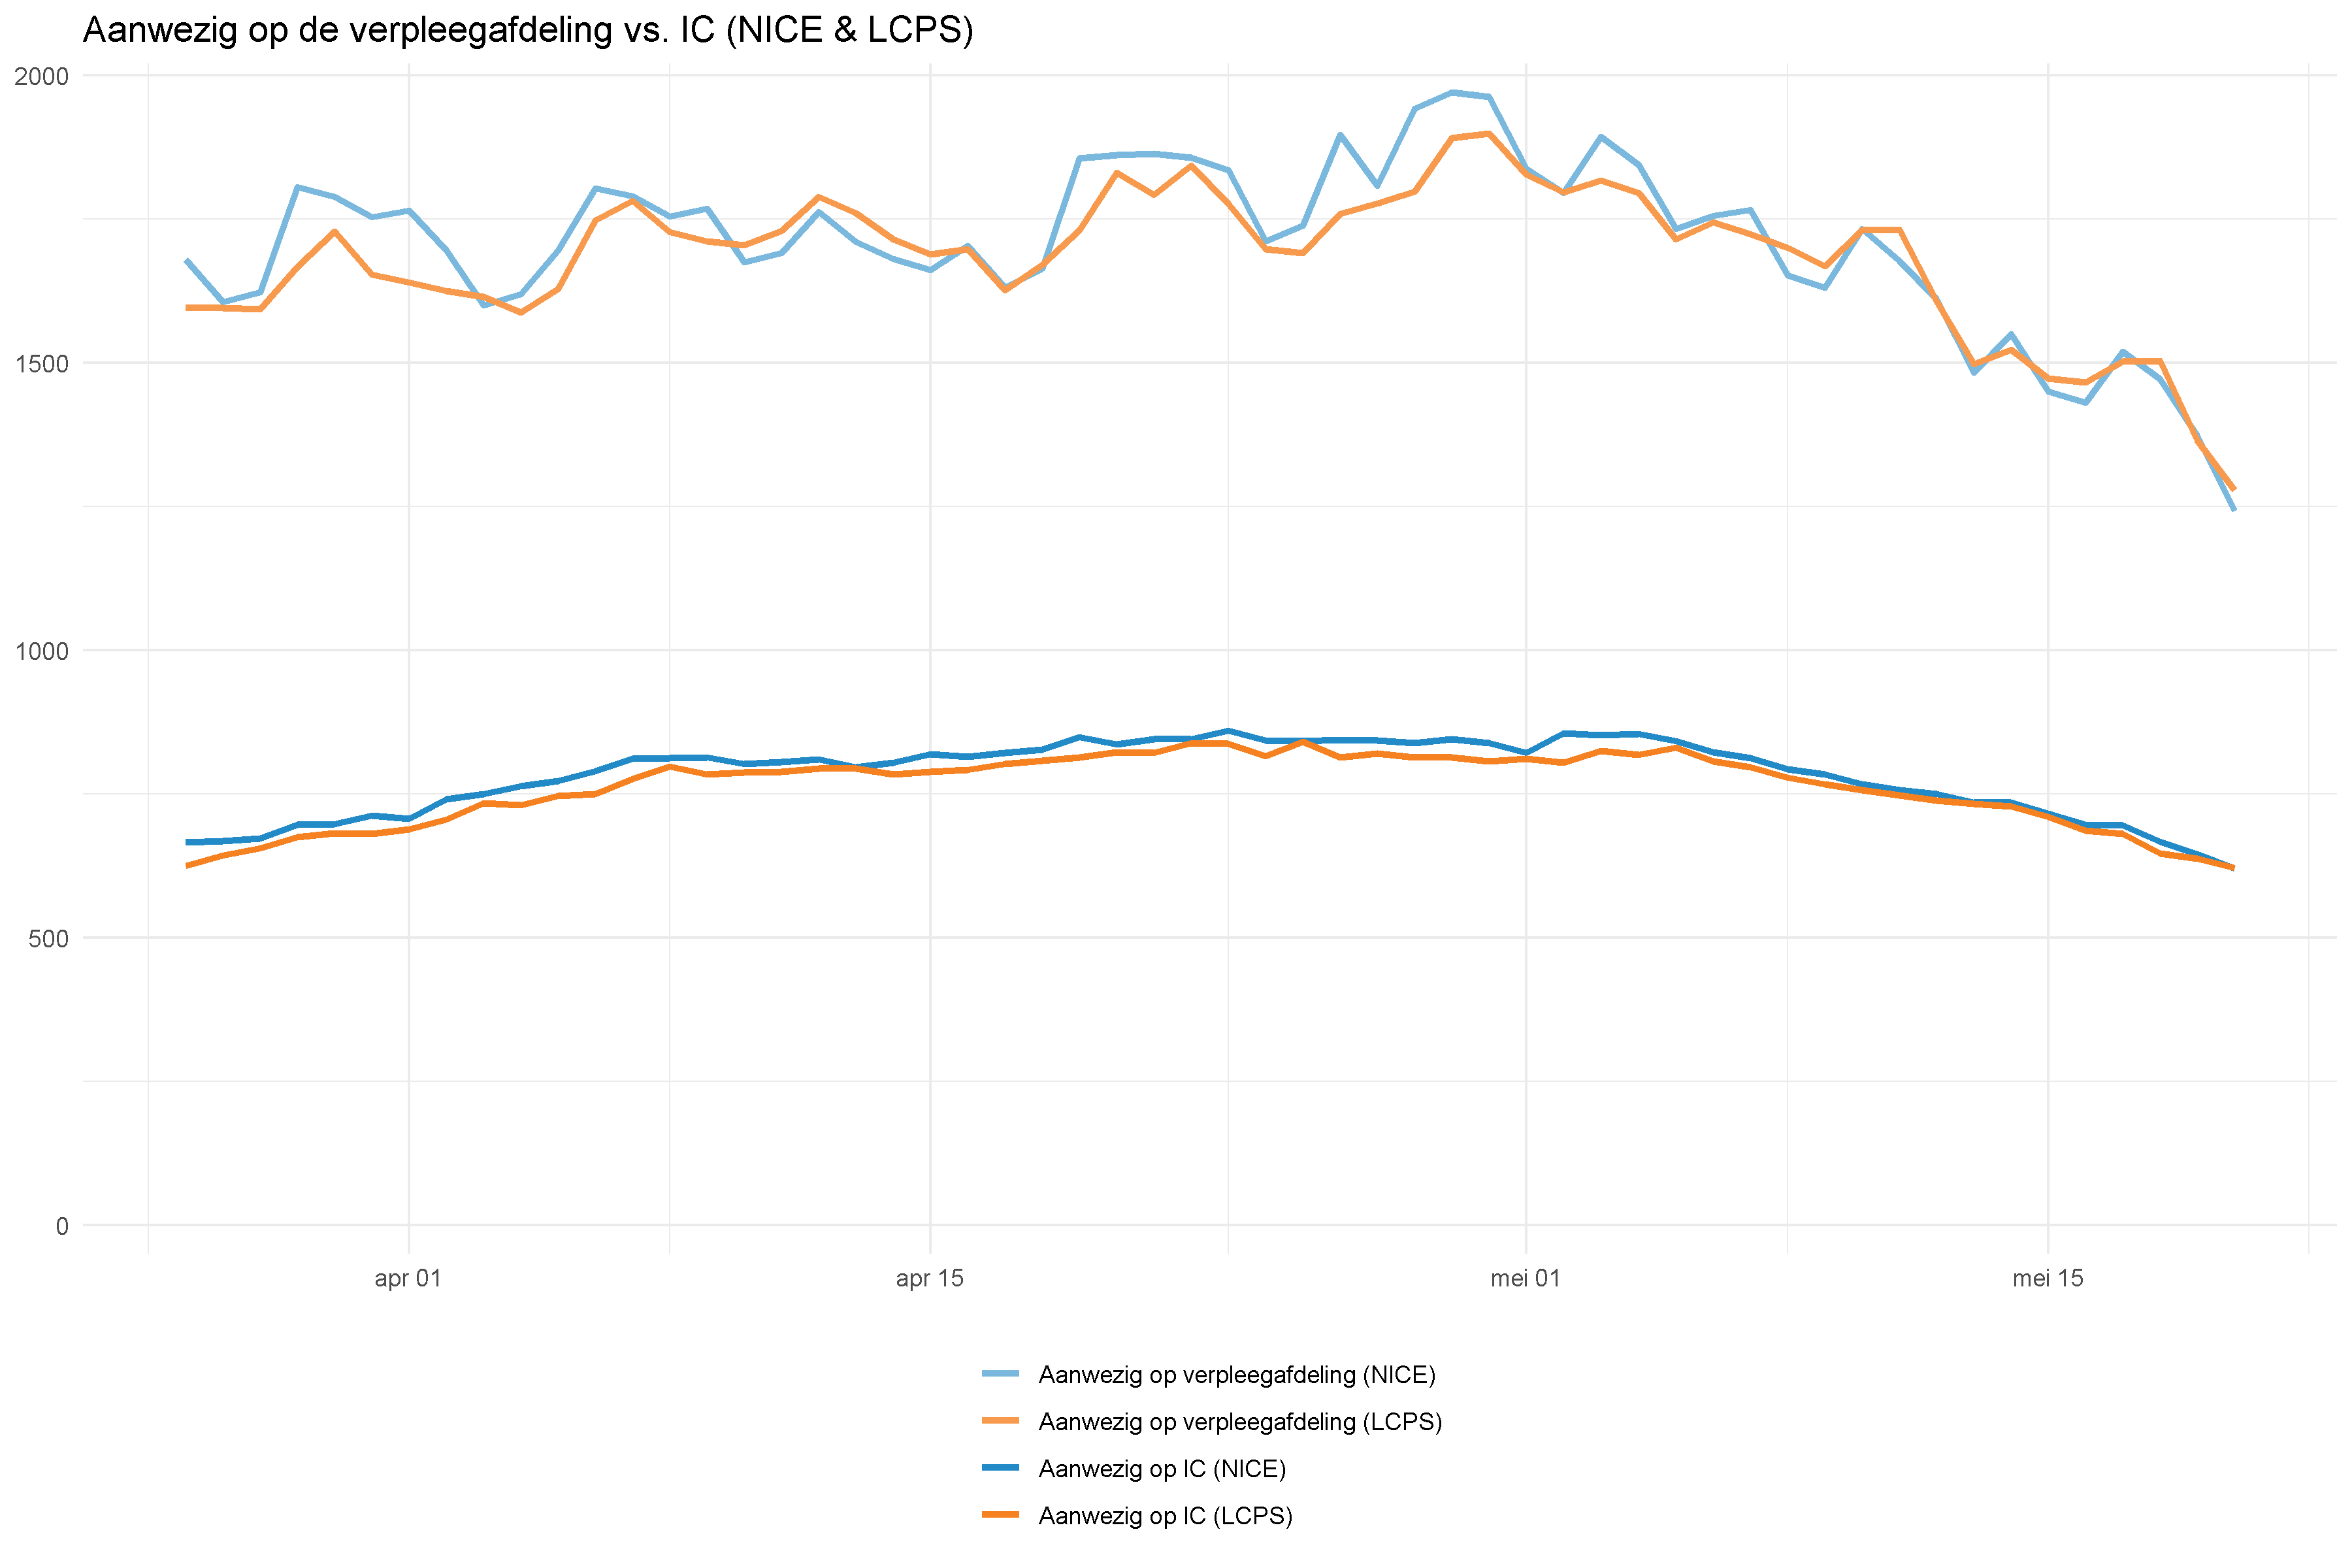 Aanwezig op de verpleegafdeling vs. IC (NICE & LCPS)
2000
1500
1000
500
0
apr 01
apr 15
mei 01
mei 15
Aanwezig op verpleegafdeling (NICE)
Aanwezig op verpleegafdeling (LCPS)
Aanwezig op IC (NICE)
Aanwezig op IC (LCPS)